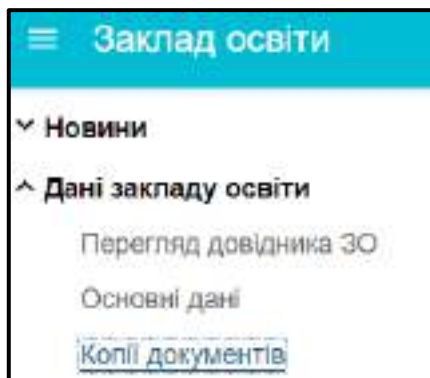 Заклад освіти
Новини
Дані закладу освіти
Перегляд довідника ЗО
Основні дані
Копії документів